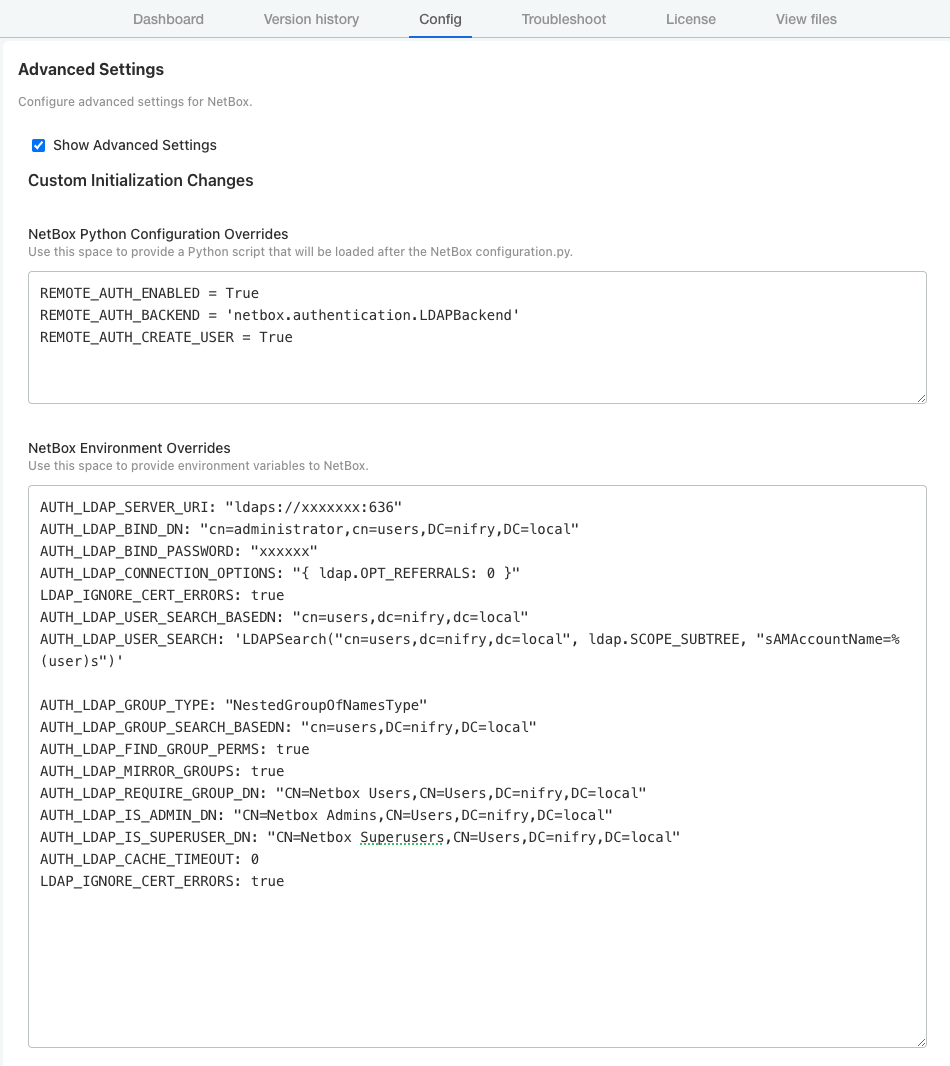 Dashboard Version history Config Troubleshoot License View files
Advanced Settings
Configure advanced settings for NetBox.
Show Advanced Settings
Custom Initialization Changes
NetBox Python Configuration Overrides
Use this space to provide a Python script that will be loaded after the NetBox configuration.py.
REMOTE_AUTH_ENABLED = True
REMOTE_AUTH_BACKEND = 'netbox.authentication.LDAPBackend'
REMOTE_AUTH_CREATE_USER = True
NetBox Environment Overrides
Use this space to provide environment variables to NetBox.
AUTH_LDAP_SERVER_URI: "ldaps://xxxxxxx:636"
AUTH_LDAP_BIND_DN: "cn=administrator,cn=users,DC=nifry,DC=local"
AUTH_LDAP_BIND_PASSWORD: "xxxxxx"
AUTH_LDAP_CONNECTION_OPTIONS: "{ ldap.OPT_REFERRALS: 0 }"
LDAP_IGNORE_CERT_ERRORS: true
AUTH_LDAP_USER_SEARCH_BASEDN: "cn=users,dc=nifry,dc=local"
AUTH_LDAP_USER_SEARCH: 'LDAPSearch("cn=users,dc=nifry,dc=local", ldap.SCOPE_SUBTREE, "sAMAccountName=%
(user)s")'
AUTH_LDAP_GROUP_TYPE: "NestedGroupOfNamesType"
AUTH_LDAP_GROUP_SEARCH_BASEDN: "cn=users,DC=nifry,DC=local"
AUTH_LDAP_FIND_GROUP_PERMS: true
AUTH_LDAP_MIRROR_GROUPS: true
AUTH_LDAP_REQUIRE_GROUP_DN: "CN=Netbox Users,CN=Users,DC=nifry,DC=local"
AUTH_LDAP_IS_ADMIN_DN: "CN=Netbox Admins,CN=Users,DC=nifry,DC=local"
AUTH_LDAP_IS_SUPERUSER_DN: "CN=Netbox Superusers,CN=Users,DC=nifry,DC=local"
AUTH_LDAP_CACHE_TIMEOUT: 0
LDAP_IGNORE_CERT_ERRORS: true